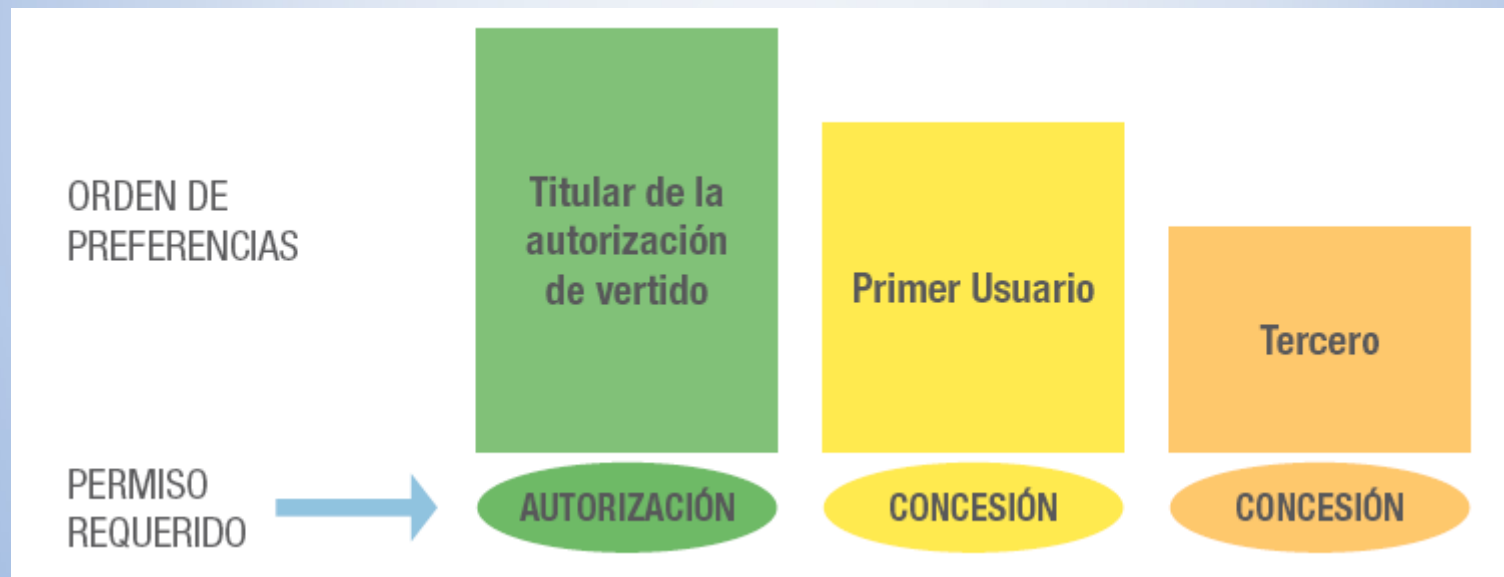 ORDEN DE
PREFERENCIAS
Titular de la
autorización
de vertido
Primer Usuario
Tercero
PERMISO
REQUERIDO
AUTORIZACIÓN
CONCESIÓN
CONCESIÓN